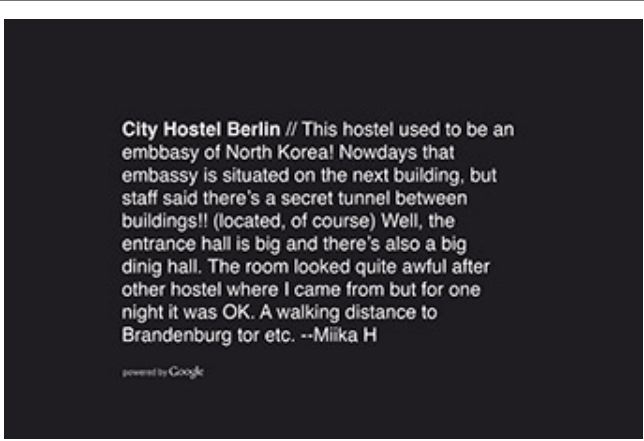 City Hostel Berlin // This hostel used to be an
embbasy of North Korea! Nowdays that
embassy is situated on the next building, but
staff said there's a secret tunnel between
buildings!! (located, of course) Well, the
entrance hall is big and there's also a big
dinig hall. The room looked quite awful after
other hostel where I came from but for one
night it was OK. A walking distance to
Brandenburg tor etc. --Miika H
powered by Google